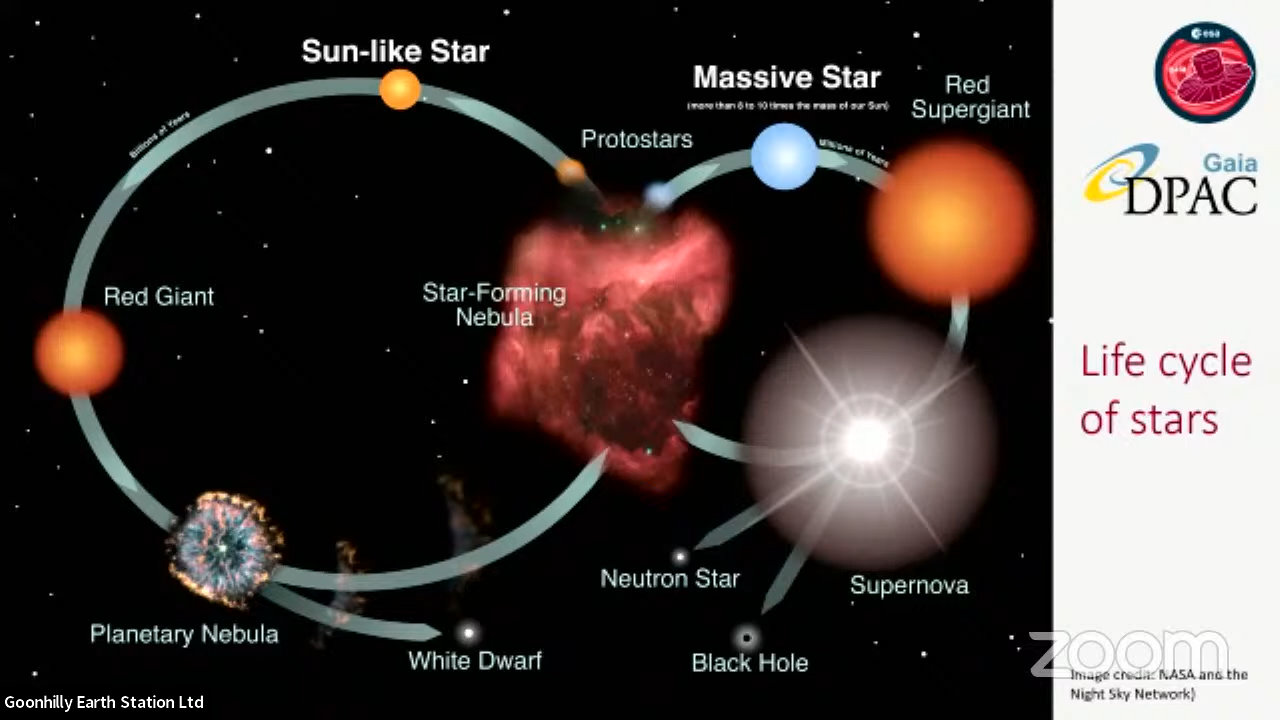 Sun-like Star
Massive Star
(more than 8 to 10 times the mass of our Sun)
Red
Supergiant
Protostars
Billions of Years
Millions of Years
Red Giant
Star-Forming
Nebula
Neutron Star
Supernova
Planetary Nebula
White Dwarf
Black Hole
esa
gaia
Gaia
DPAC
Life cycle
of stars
zoom
Image credit: NASA and the
Night Sky Network)
Goonhilly Earth Station Ltd